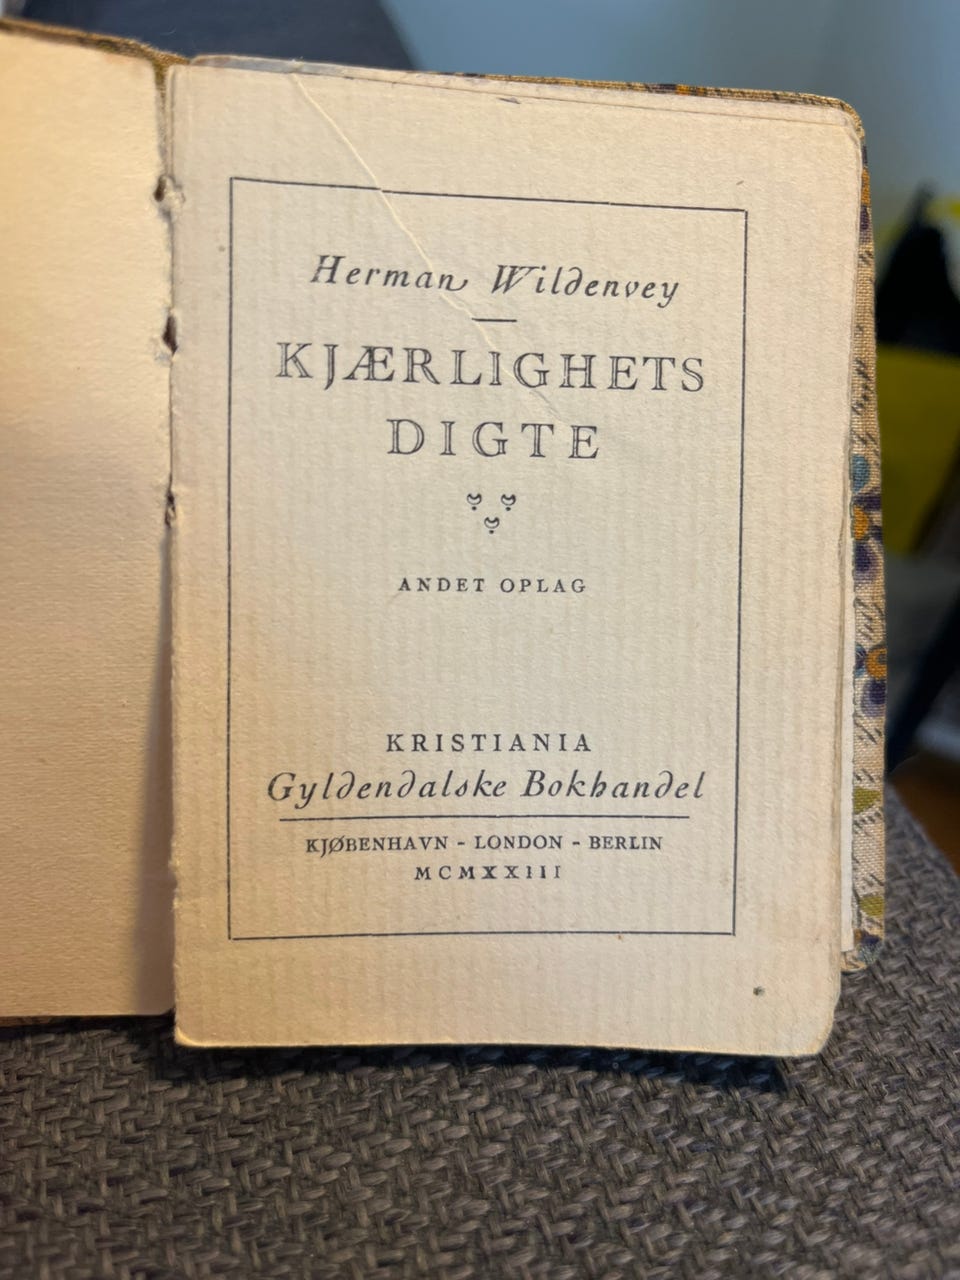 Herman Wildenvey
KJÆRLIGHETS
DIGTE
ANDET OPLAG
KRISTIANIA
Gyldendalske Bokhandel
KJØBENHAVN - LONDON - BERLIN
MCMXXIII